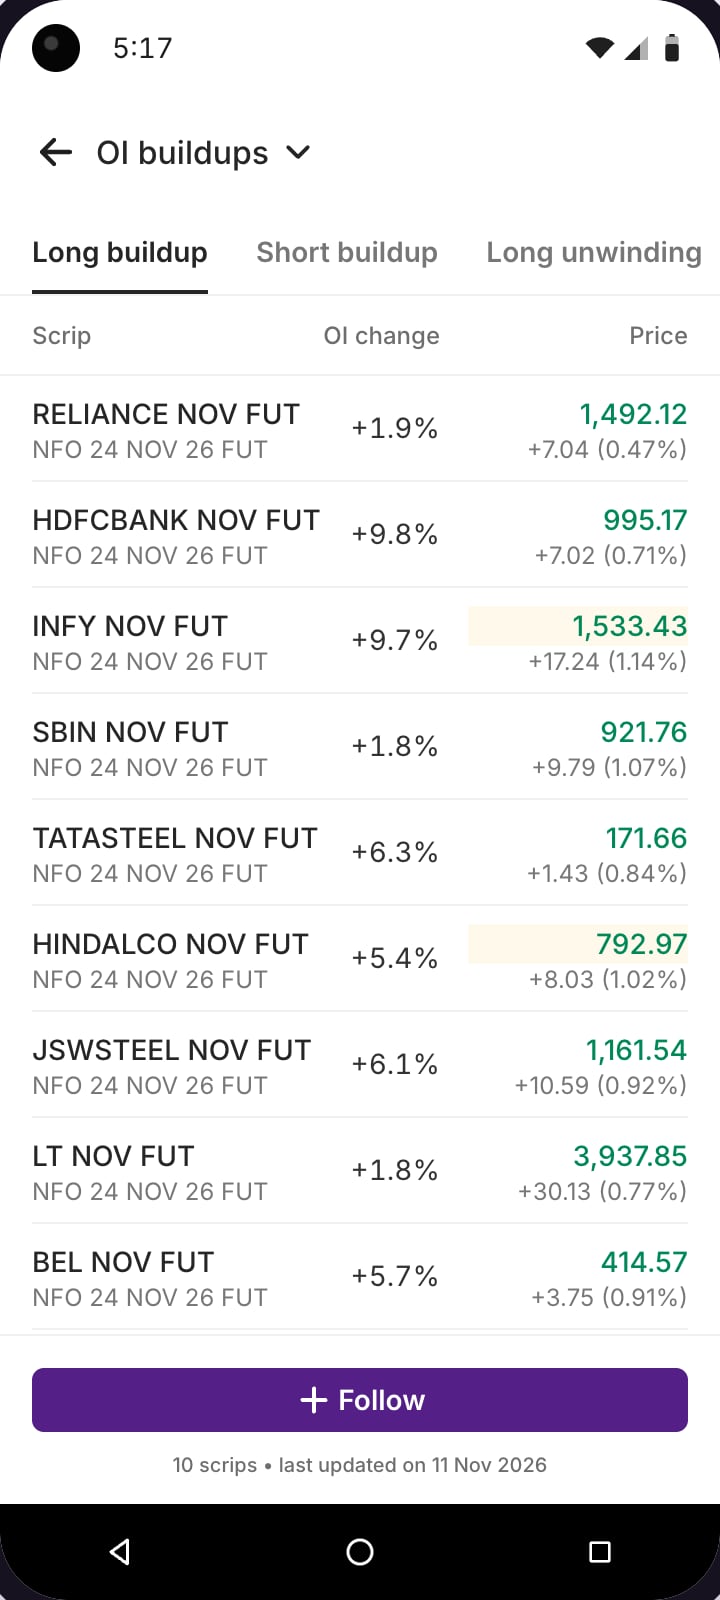 5:17
OI buildups
Long buildup Short buildup Long unwinding
Scrip OI change Price
RELIANCE NOV FUT +1.9% 1,492.12
NFO 24 NOV 26 FUT +7.04 (0.47%)
HDFCBANK NOV FUT +9.8% 995.17
NFO 24 NOV 26 FUT +7.02 (0.71%)
INFY NOV FUT +9.7% 1,533.43
NFO 24 NOV 26 FUT +17.24 (1.14%)
SBIN NOV FUT +1.8% 921.76
NFO 24 NOV 26 FUT +9.79 (1.07%)
TATASTEEL NOV FUT +6.3% 171.66
NFO 24 NOV 26 FUT +1.43 (0.84%)
HINDALCO NOV FUT +5.4% 792.97
NFO 24 NOV 26 FUT +8.03 (1.02%)
JSWSTEEL NOV FUT +6.1% 1,161.54
NFO 24 NOV 26 FUT +10.59 (0.92%)
LT NOV FUT +1.8% 3,937.85
NFO 24 NOV 26 FUT +30.13 (0.77%)
BEL NOV FUT +5.7% 414.57
NFO 24 NOV 26 FUT +3.75 (0.91%)
Follow
10 scrips • last updated on 11 Nov 2026